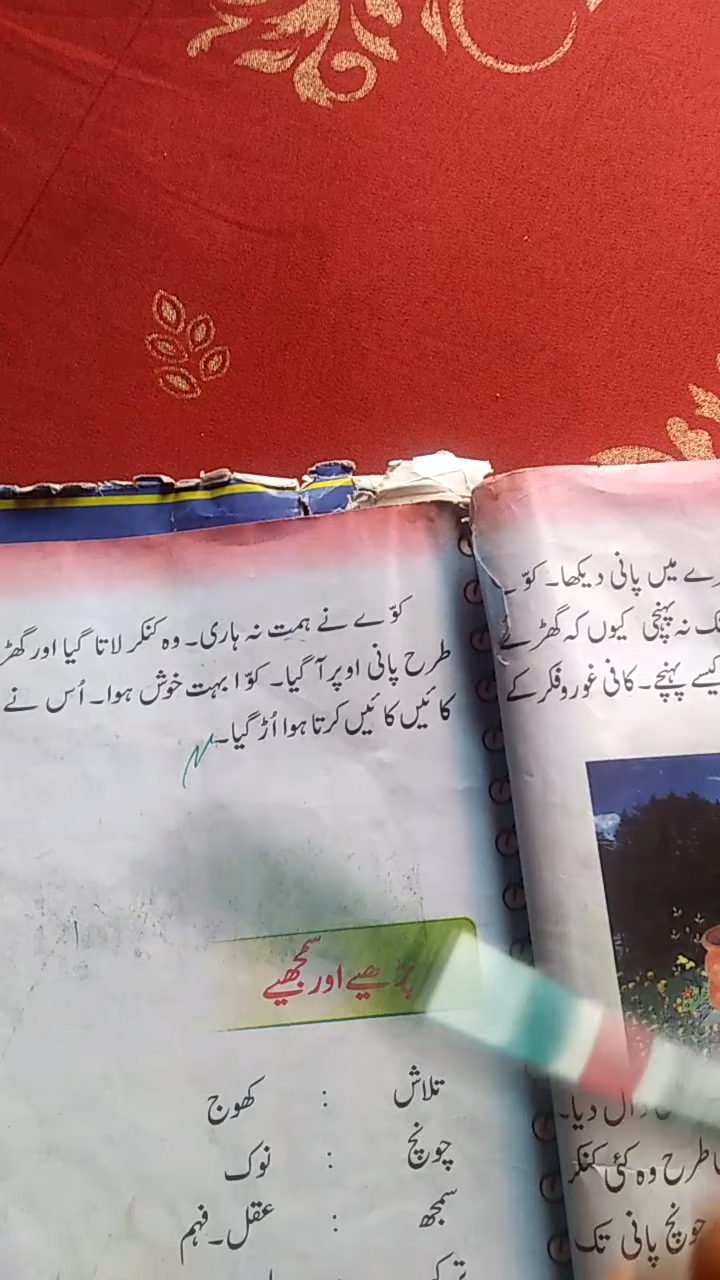 رے میں پانی دیکھا۔ کوّ
نہ پہنچی کیوں کہ گھڑے
کیسے پہنچے۔ کافی غور و فکر کے
ڈال دیا۔
طرح وہ کئی کنکر
چونچ پانی تک
کوّے نے ہمت نہ ہاری۔ وہ کنکر لاتا گیا اور گھڑ
طرح پانی اوپر آ گیا۔ کوّا بہت خوش ہوا۔ اُس نے
کائیں کائیں کرتا ہوا اُڑ گیا۔
پڑھیے اور سمجھیے
تلاش : کھوج
چونچ : نوک
سمجھ : عقل۔ فہم